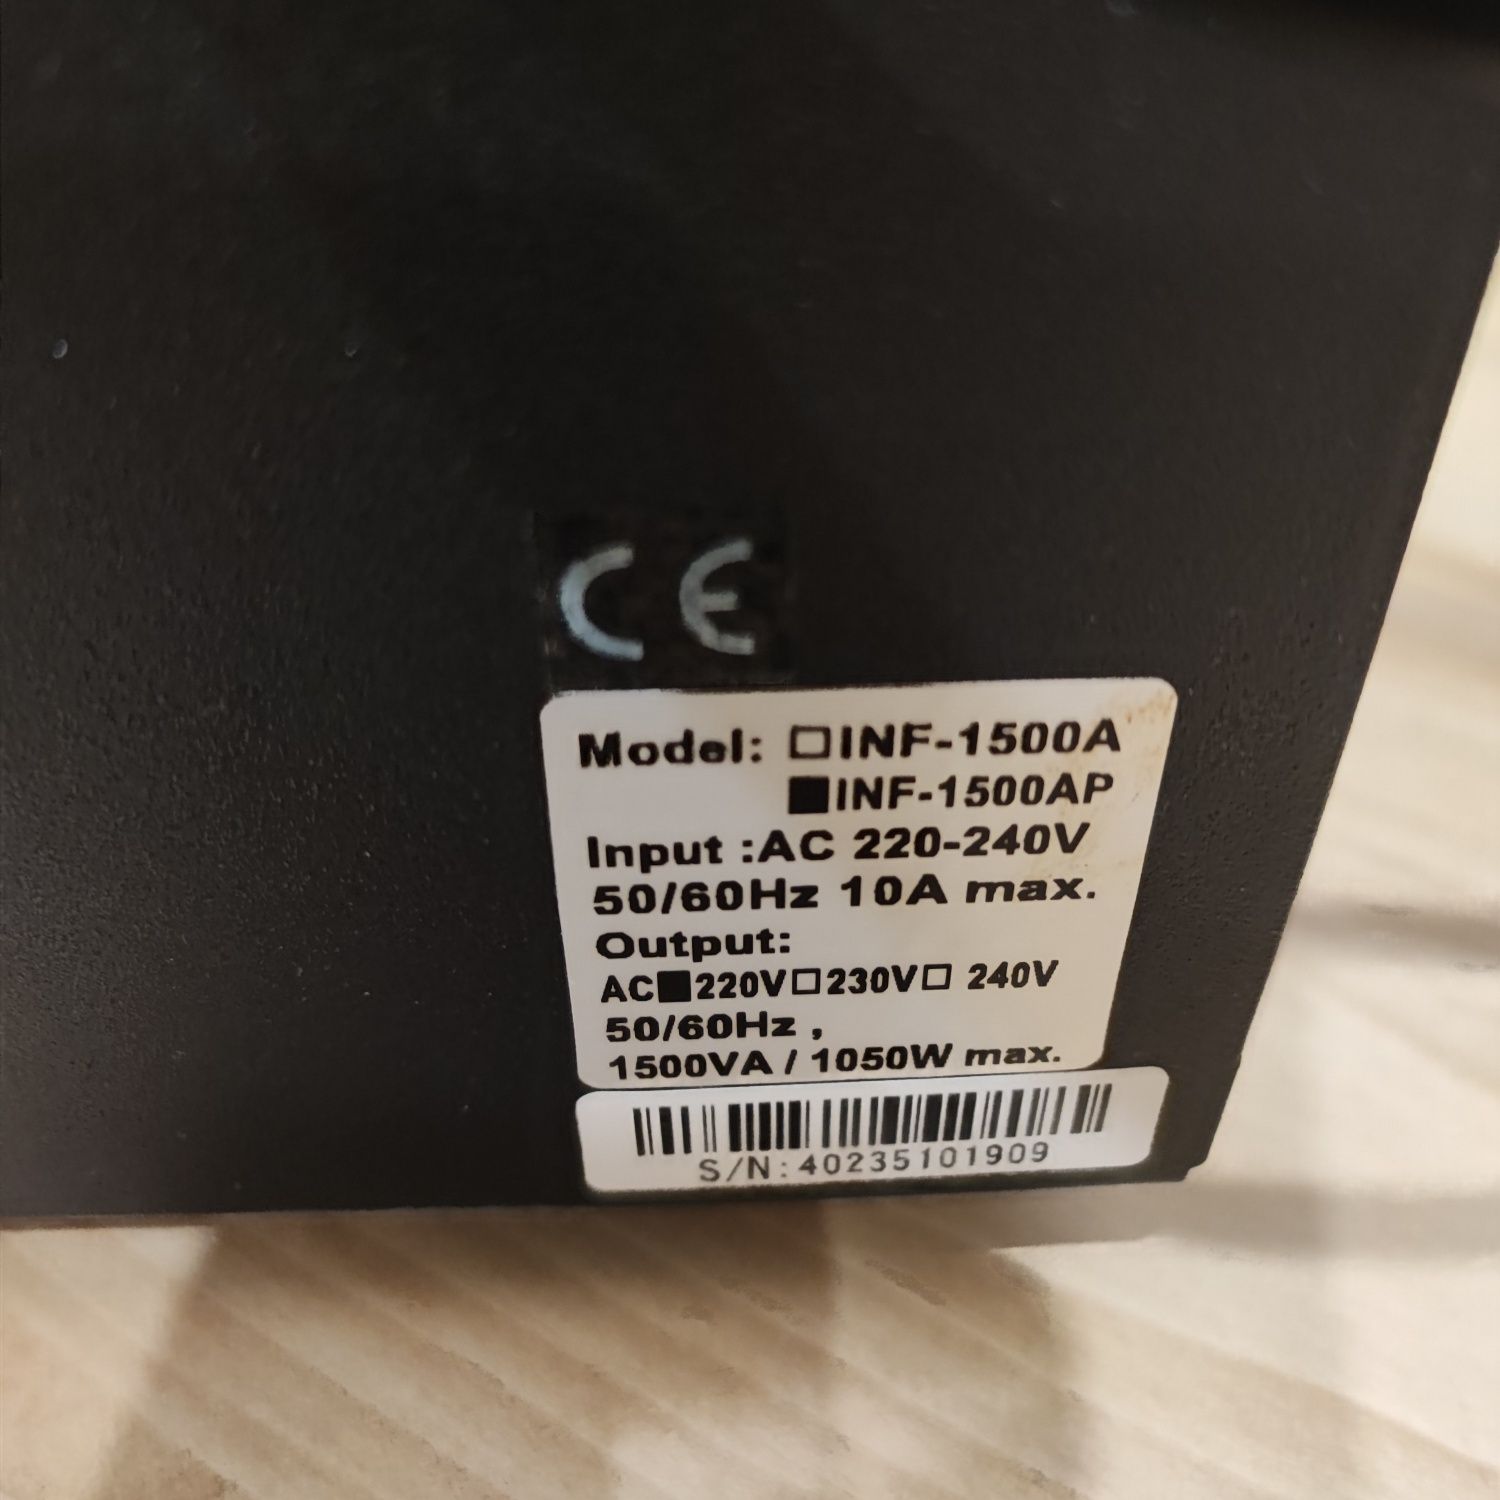 CE
Model: □INF-1500A
■INF-1500AP
Input :AC 220-240V
50/60Hz 10A max.
Output:
AC■220V□230V□ 240V
50/60Hz ,
1500VA / 1050W max.
S/N:40235101909